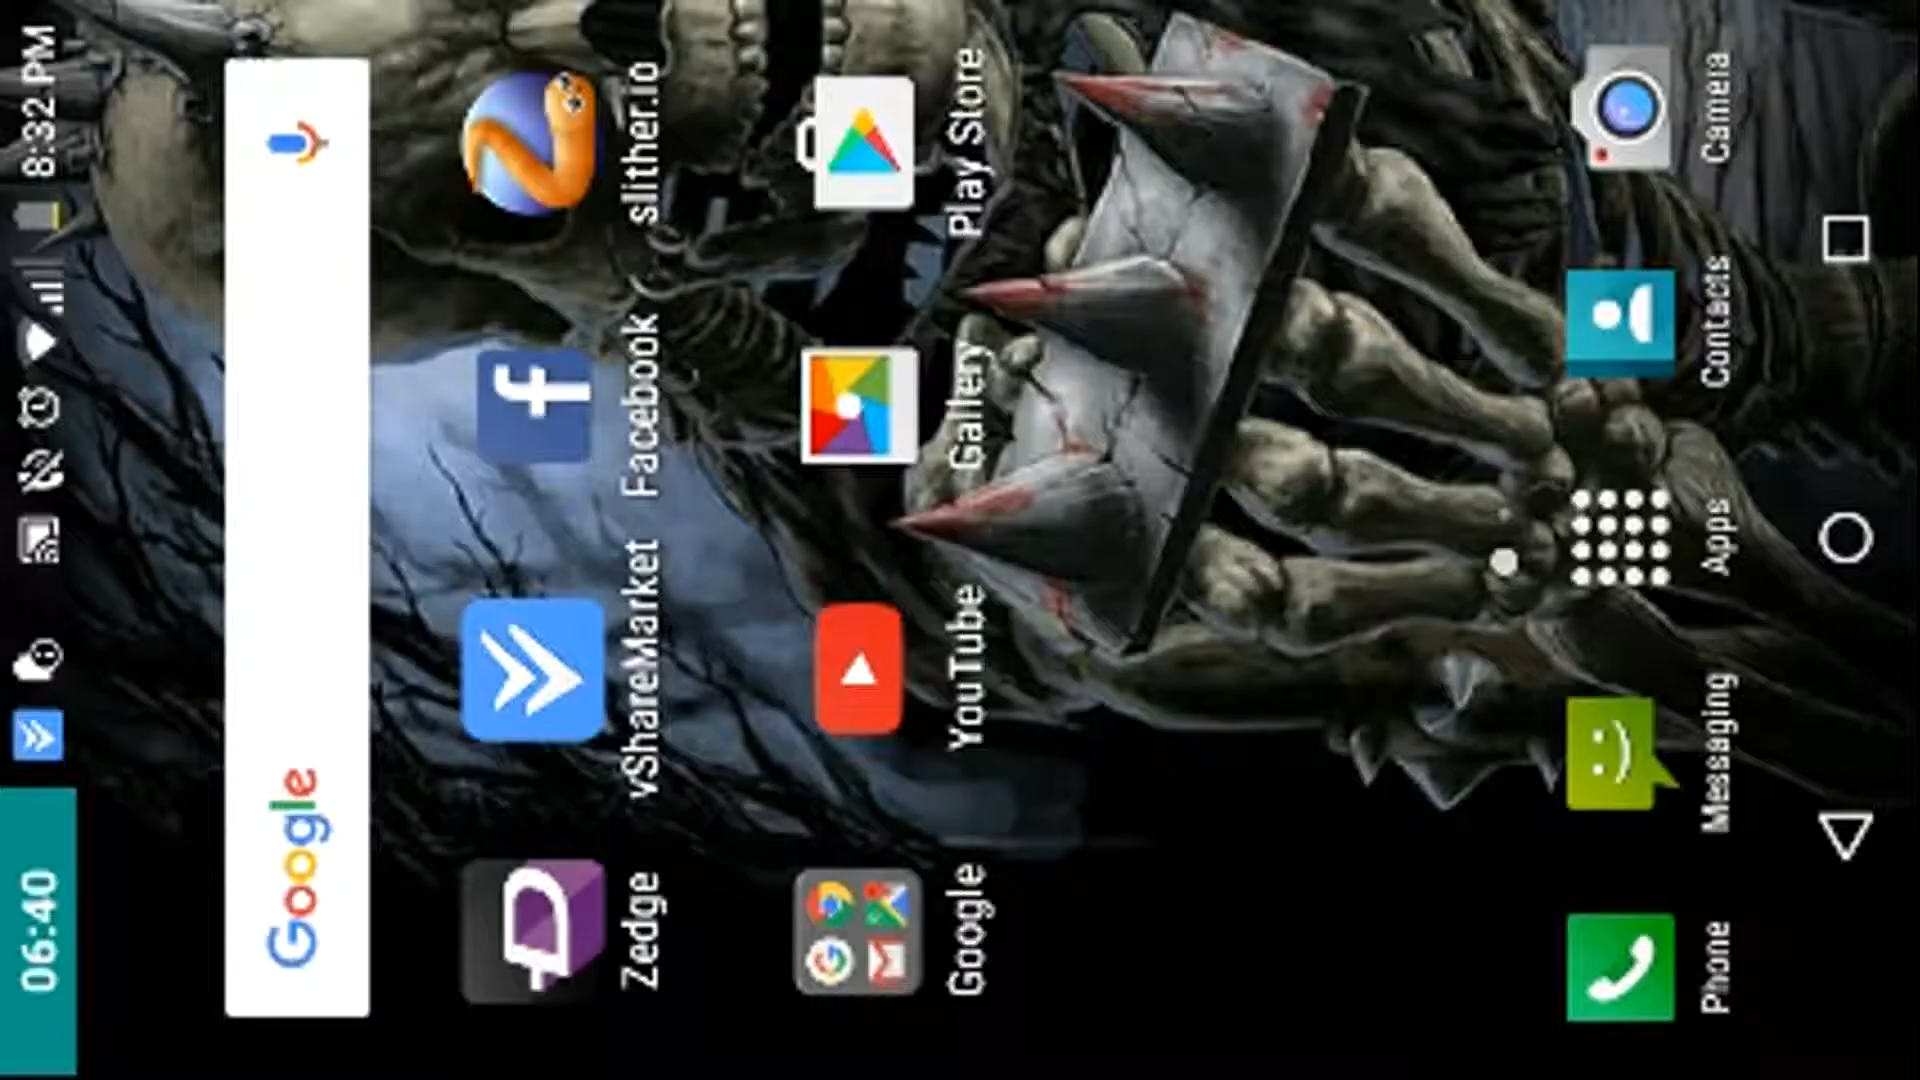 06:40 8:32 PM
Google
Zedge vShareMarket Facebook slither.io
Google YouTube Gallery Play Store
Phone Messaging Apps Contacts Camera